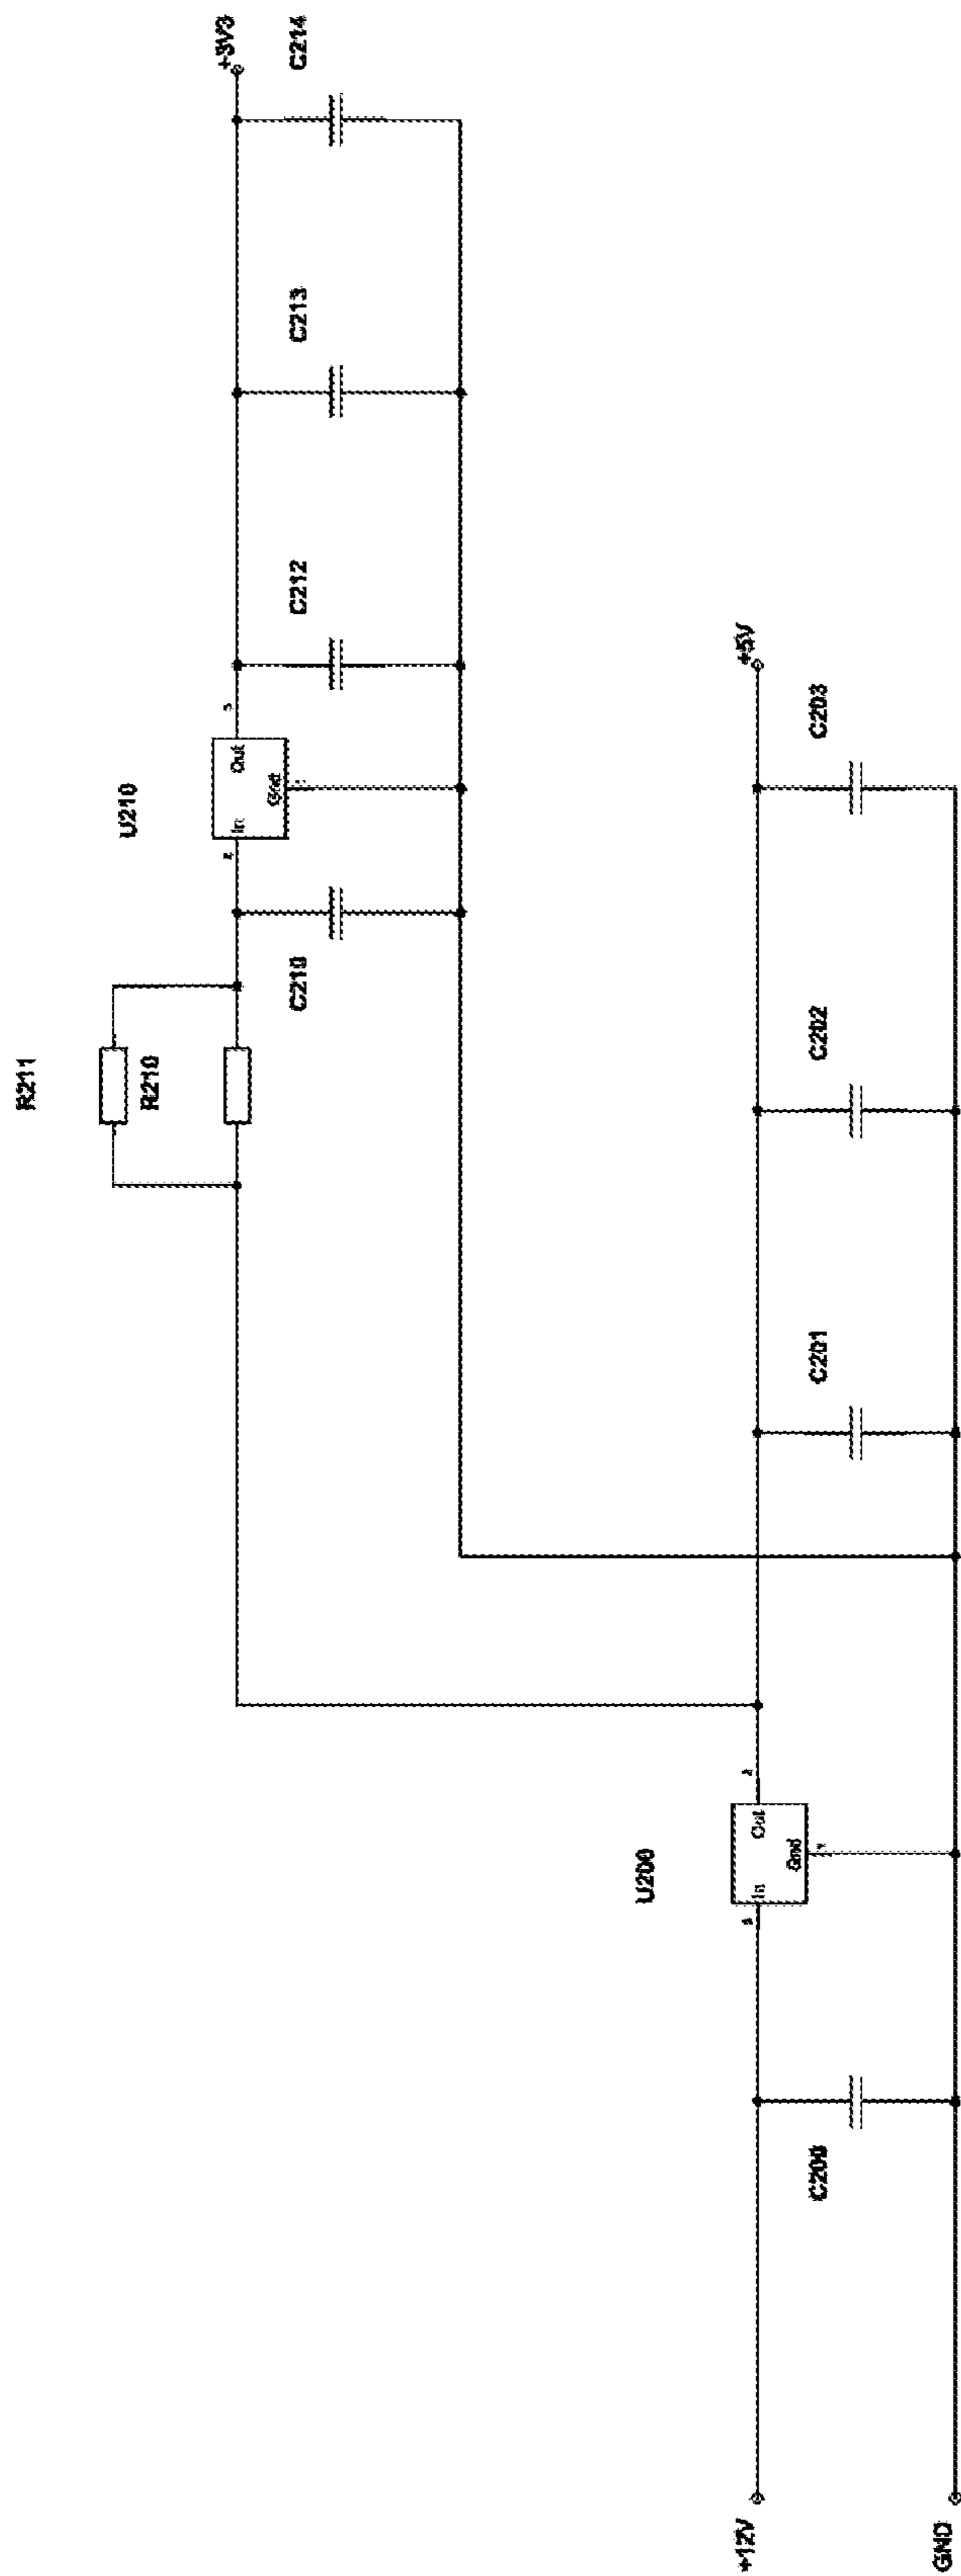 R211
R210
U210
In
Out
Gnd
C210
C212
C213
C214
+3V3
+12V
GND
C200
U200
In
Out
Gnd
C201
C202
C203
+5V